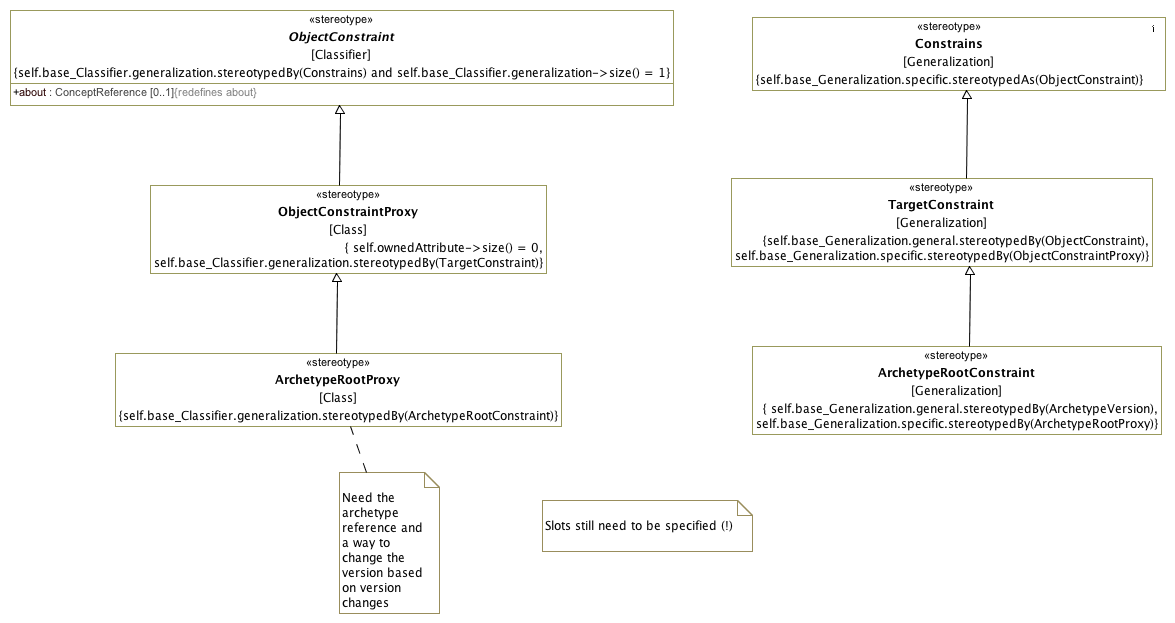 «stereotype»
ObjectConstraint
[Classifier]
{self.base_Classifier.generalization.stereotypedBy(Constrains) and self.base_Classifier.generalization->size() = 1}
+about : ConceptReference [0..1]{redefines about}
«stereotype»
Constrains
[Generalization]
{self.base_Generalization.specific.stereotypedAs(ObjectConstraint)}
«stereotype»
ObjectConstraintProxy
[Class]
{ self.ownedAttribute->size() = 0,
self.base_Classifier.generalization.stereotypedBy(TargetConstraint)}
«stereotype»
TargetConstraint
[Generalization]
{self.base_Generalization.general.stereotypedBy(ObjectConstraint),
self.base_Generalization.specific.stereotypedBy(ObjectConstraintProxy)}
«stereotype»
ArchetypeRootProxy
[Class]
{self.base_Classifier.generalization.stereotypedBy(ArchetypeRootConstraint)}
«stereotype»
ArchetypeRootConstraint
[Generalization]
{ self.base_Generalization.general.stereotypedBy(ArchetypeVersion),
self.base_Generalization.specific.stereotypedBy(ArchetypeRootProxy)}
Need the
archetype
reference and
a way to
change the
version based
on version
changes
Slots still need to be specified (!)